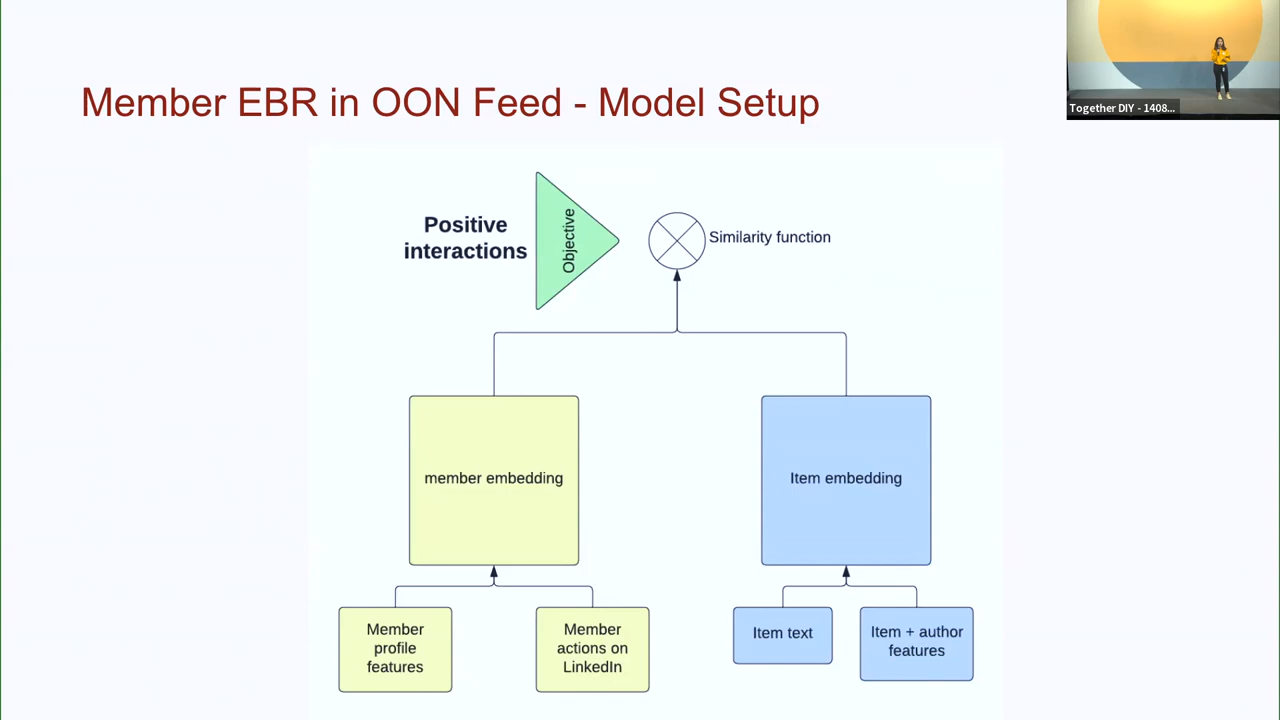 Member EBR in OON Feed - Model Setup
Together DIY - 1408...
Positive
interactions
Objective
Similarity function
member embedding
Item embedding
Member
profile
features
Member
actions on
LinkedIn
Item text
Item + author
features